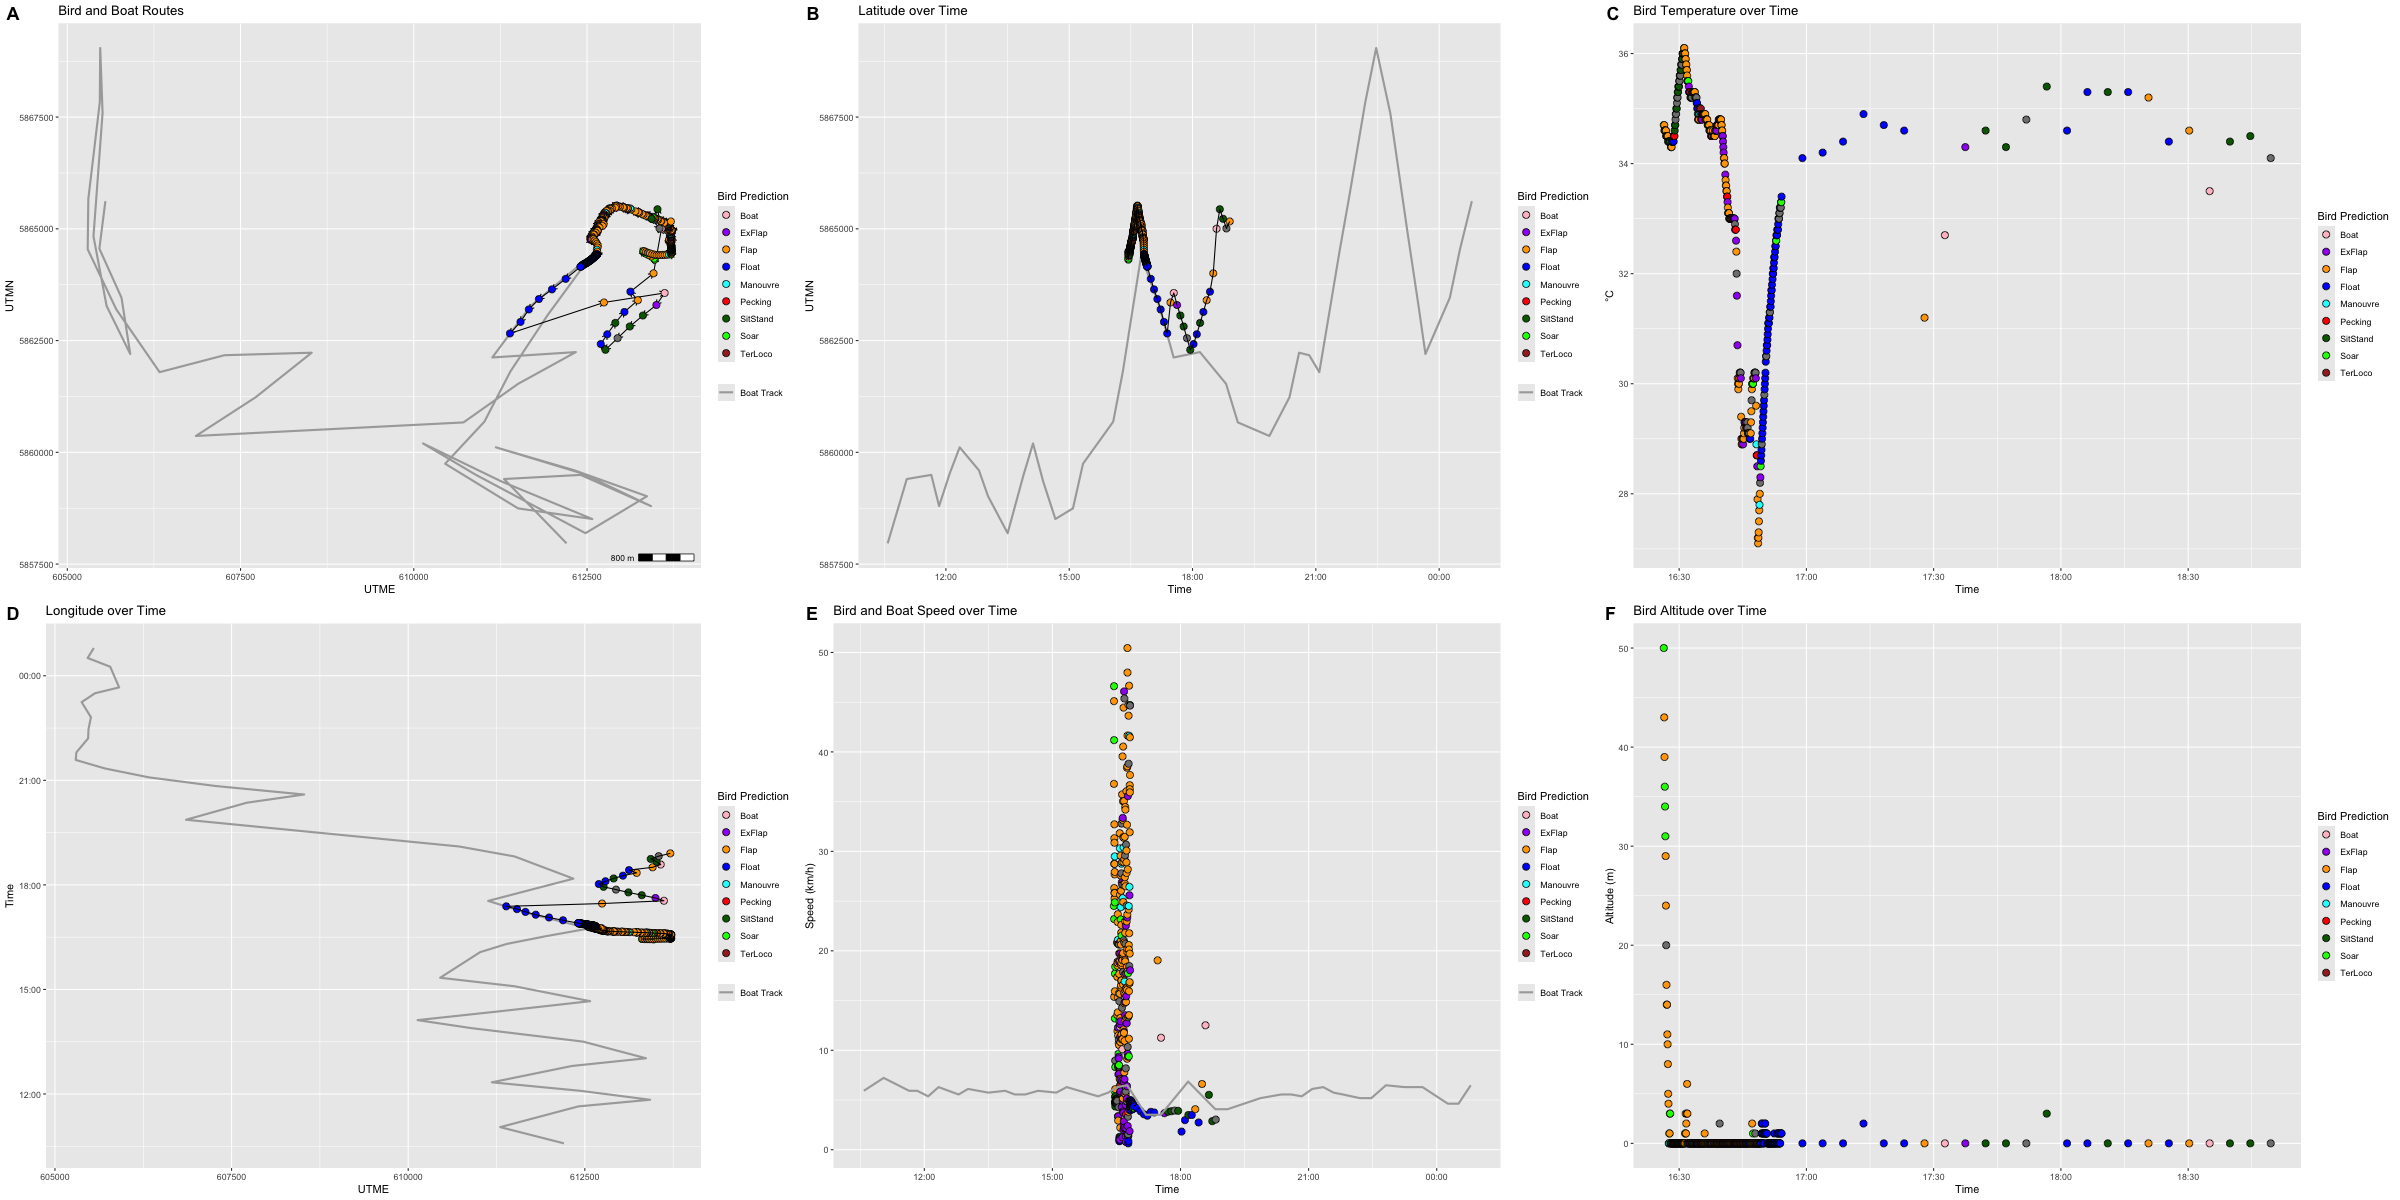 A Bird and Boat Routes
5867500
5865000
5862500
5860000
5857500
UTMN
605000 607500 610000 612500
UTME
800 m
Bird Prediction
Boat
ExFlap
Flap
Float
Manouvre
Pecking
SitStand
Soar
TerLoco
Boat Track
B Latitude over Time
5867500
5865000
5862500
5860000
5857500
UTMN
12:00 15:00 18:00 21:00 00:00
Time
Bird Prediction
Boat
ExFlap
Flap
Float
Manouvre
Pecking
SitStand
Soar
TerLoco
Boat Track
C Bird Temperature over Time
36
34
32
30
28
°C
16:30 17:00 17:30 18:00 18:30
Time
Bird Prediction
Boat
ExFlap
Flap
Float
Manouvre
Pecking
SitStand
Soar
TerLoco
D Longitude over Time
00:00
21:00
18:00
15:00
12:00
Time
605000 607500 610000 612500
UTME
Bird Prediction
Boat
ExFlap
Flap
Float
Manouvre
Pecking
SitStand
Soar
TerLoco
Boat Track
E Bird and Boat Speed over Time
50
40
30
20
10
0
Speed (km/h)
12:00 15:00 18:00 21:00 00:00
Time
Bird Prediction
Boat
ExFlap
Flap
Float
Manouvre
Pecking
SitStand
Soar
TerLoco
Boat Track
F Bird Altitude over Time
50
40
30
20
10
0
Altitude (m)
16:30 17:00 17:30 18:00 18:30
Time
Bird Prediction
Boat
ExFlap
Flap
Float
Manouvre
Pecking
SitStand
Soar
TerLoco